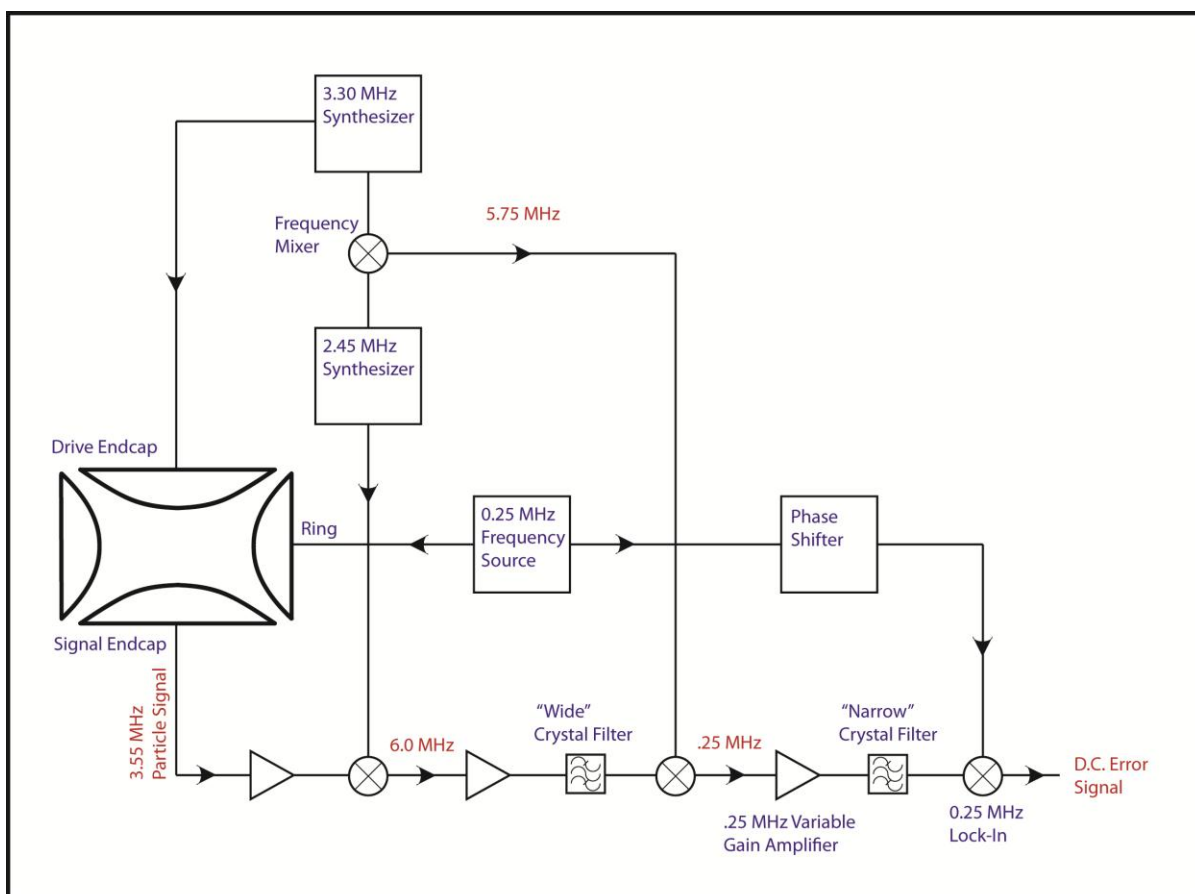 3.30 MHz
Synthesizer
Frequency
Mixer
5.75 MHz
2.45 MHz
Synthesizer
Drive Endcap
Ring
0.25 MHz
Frequency
Source
Phase
Shifter
Signal Endcap
3.55 MHz
Particle Signal
6.0 MHz
“Wide”
Crystal Filter
.25 MHz
“Narrow”
Crystal Filter
D.C. Error
Signal
.25 MHz Variable
Gain Amplifier
0.25 MHz
Lock-In